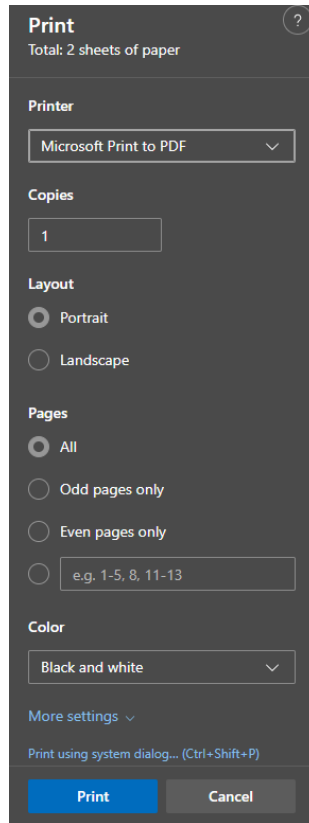 Print
?
Total: 2 sheets of paper
Printer
Microsoft Print to PDF
Copies
1
Layout
Portrait
Landscape
Pages
All
Odd pages only
Even pages only
e.g. 1-5, 8, 11-13
Color
Black and white
More settings
Print using system dialog... (Ctrl+Shift+P)
Print Cancel